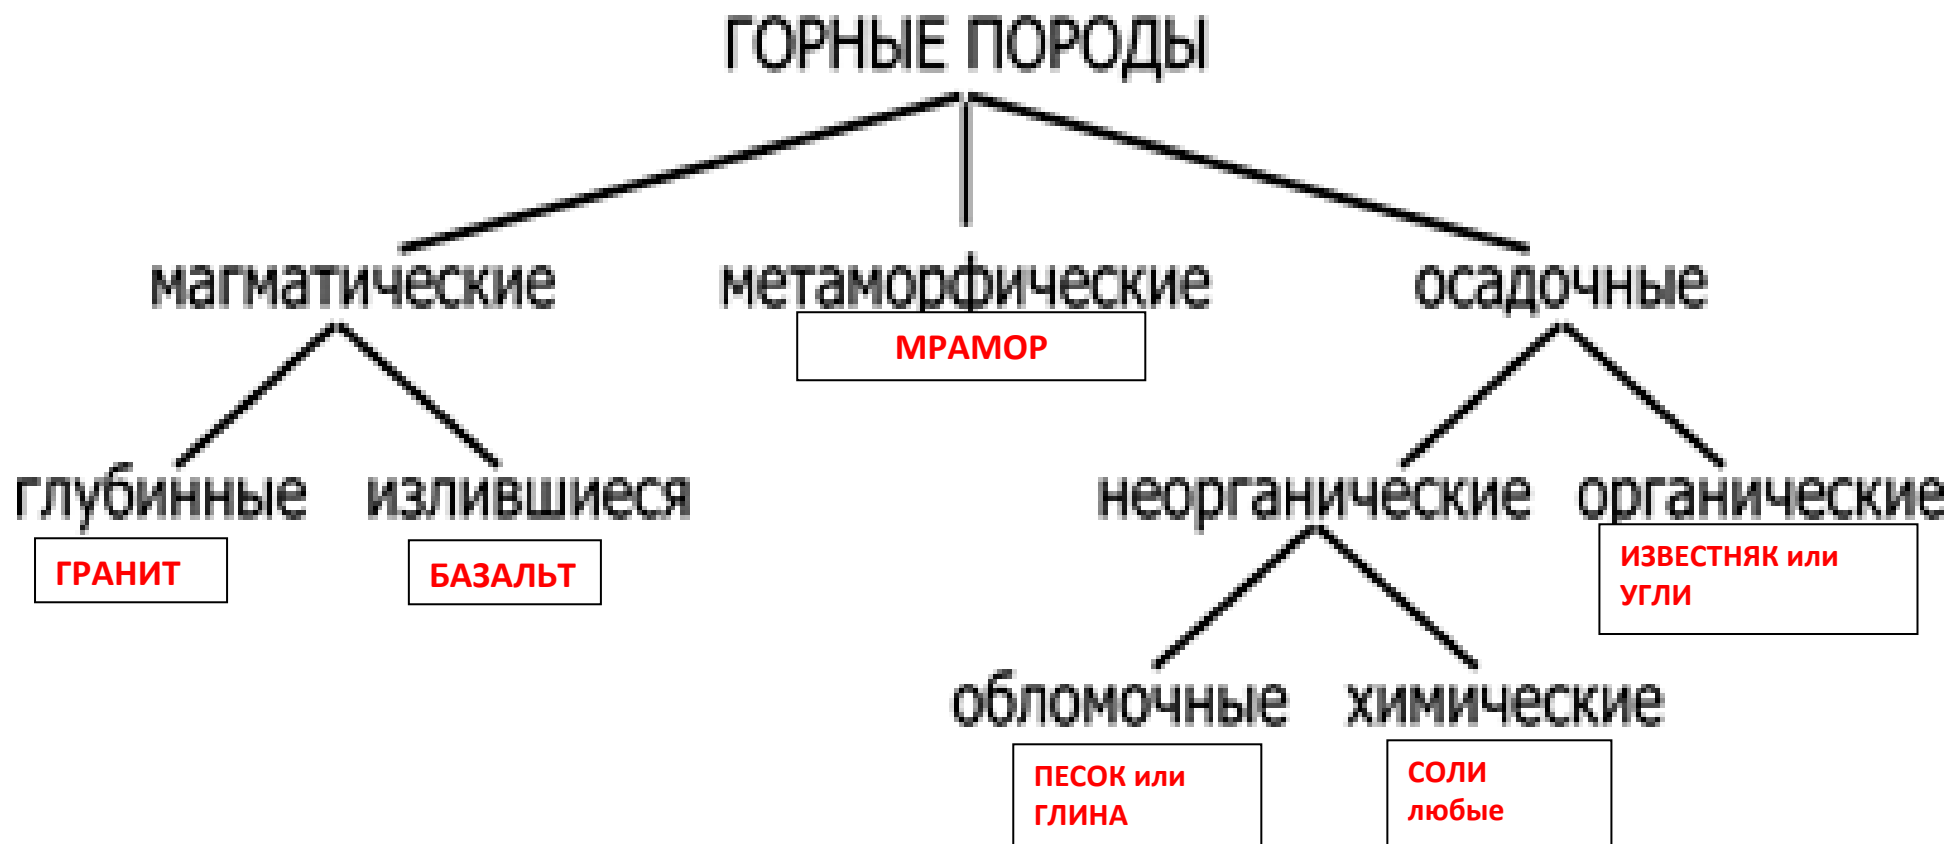 ГОРНЫЕ ПОРОДЫ
магматические
метаморфические
осадочные
МРАМОР
глубинные
излившиеся
неорганические
органические
ГРАНИТ
БАЗАЛЬТ
ИЗВЕСТНЯК или
УГЛИ
обломочные
химические
ПЕСОК или
ГЛИНА
СОЛИ
любые